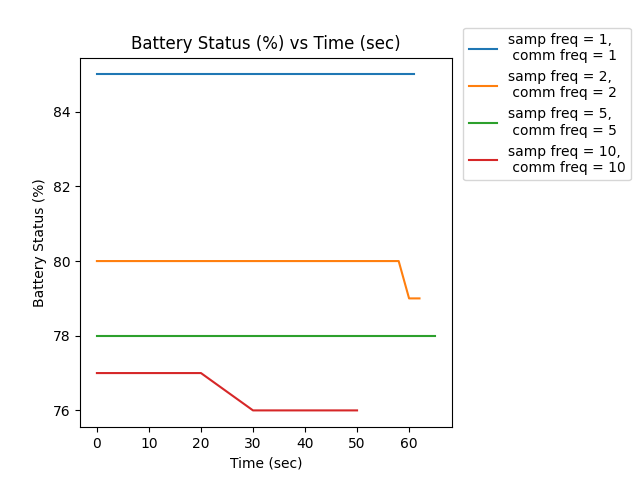 Battery Status (%) vs Time (sec)
samp freq = 1,
comm freq = 1
samp freq = 2,
comm freq = 2
samp freq = 5,
comm freq = 5
samp freq = 10,
comm freq = 10
Battery Status (%)
84
82
80
78
76
0 10 20 30 40 50 60
Time (sec)